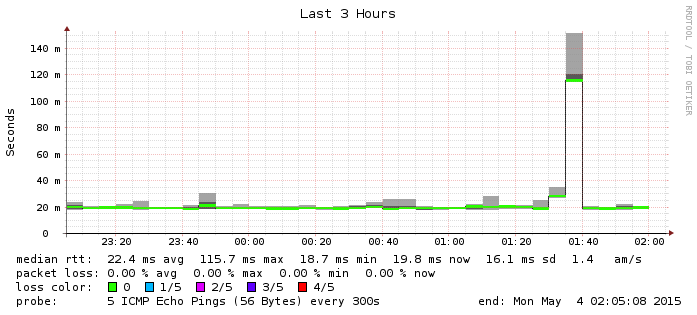 Last 3 Hours
RRDTOOL / TOBI OETIKER
Seconds
140 m
120 m
100 m
80 m
60 m
40 m
20 m
0
23:20 23:40 00:00 00:20 00:40 01:00 01:20 01:40 02:00
median rtt: 22.4 ms avg 115.7 ms max 18.7 ms min 19.8 ms now 16.1 ms sd 1.4 am/s
packet loss: 0.00 % avg 0.00 % max 0.00 % min 0.00 % now
loss color: 0 1/5 2/5 3/5 4/5
probe: 5 ICMP Echo Pings (56 Bytes) every 300s end: Mon May 4 02:05:08 2015